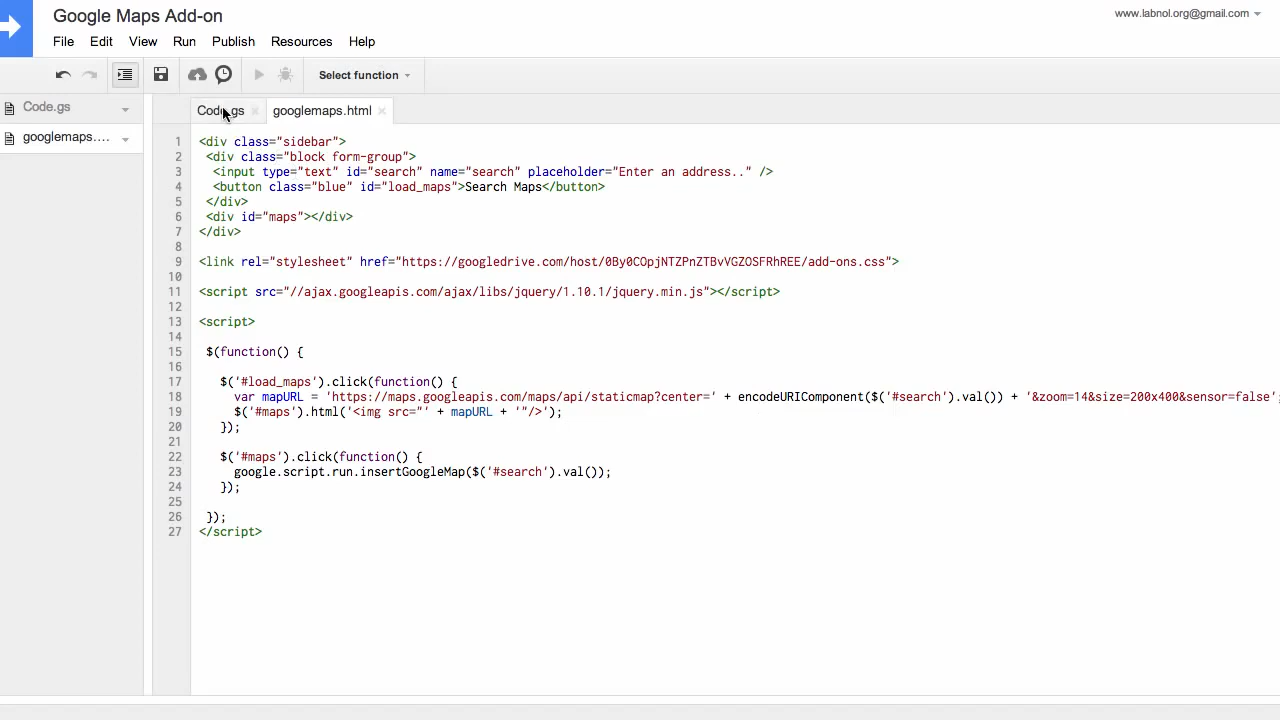 Google Maps Add-on
www.labnol.org@gmail.com
File Edit View Run Publish Resources Help
Select function
Code.gs
googlemaps....
Code.gs googlemaps.html
1 <div class="sidebar">
2 <div class="block form-group">
3 <input type="text" id="search" name="search" placeholder="Enter an address.." />
4 <button class="blue" id="load_maps">Search Maps</button>
5 </div>
6 <div id="maps"></div>
7 </div>
8
9 <link rel="stylesheet" href="https://googledrive.com/host/0By0COpjNTZPnZTBvVGZOSFRhREE/add-ons.css">
10
11 <script src="//ajax.googleapis.com/ajax/libs/jquery/1.10.1/jquery.min.js"></script>
12
13 <script>
14
15 $(function() {
16
17 $('#load_maps').click(function() {
18 var mapURL = 'https://maps.googleapis.com/maps/api/staticmap?center=' + encodeURIComponent($('#search').val()) + '&zoom=14&size=200x400&sensor=false';
19 $('#maps').html('<img src="' + mapURL + '"/>');
20 });
21
22 $('#maps').click(function() {
23 google.script.run.insertGoogleMap($('#search').val());
24 });
25
26 });
27 </script>